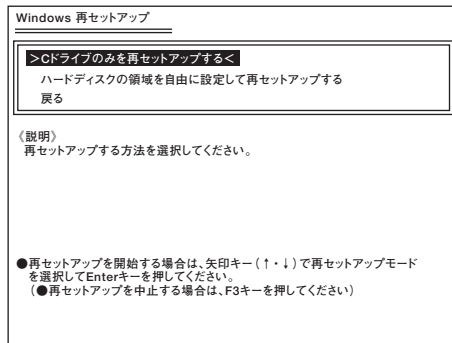 Windows 再セットアップ
>Cドライブのみを再セットアップする<
ハードディスクの領域を自由に設定して再セットアップする
戻る
《説明》
再セットアップする方法を選択してください。
●再セットアップを開始する場合は、矢印キー(↑・↓)で再セットアップモード
を選択してEnterキーを押してください。
(●再セットアップを中止する場合は、F3キーを押してください)